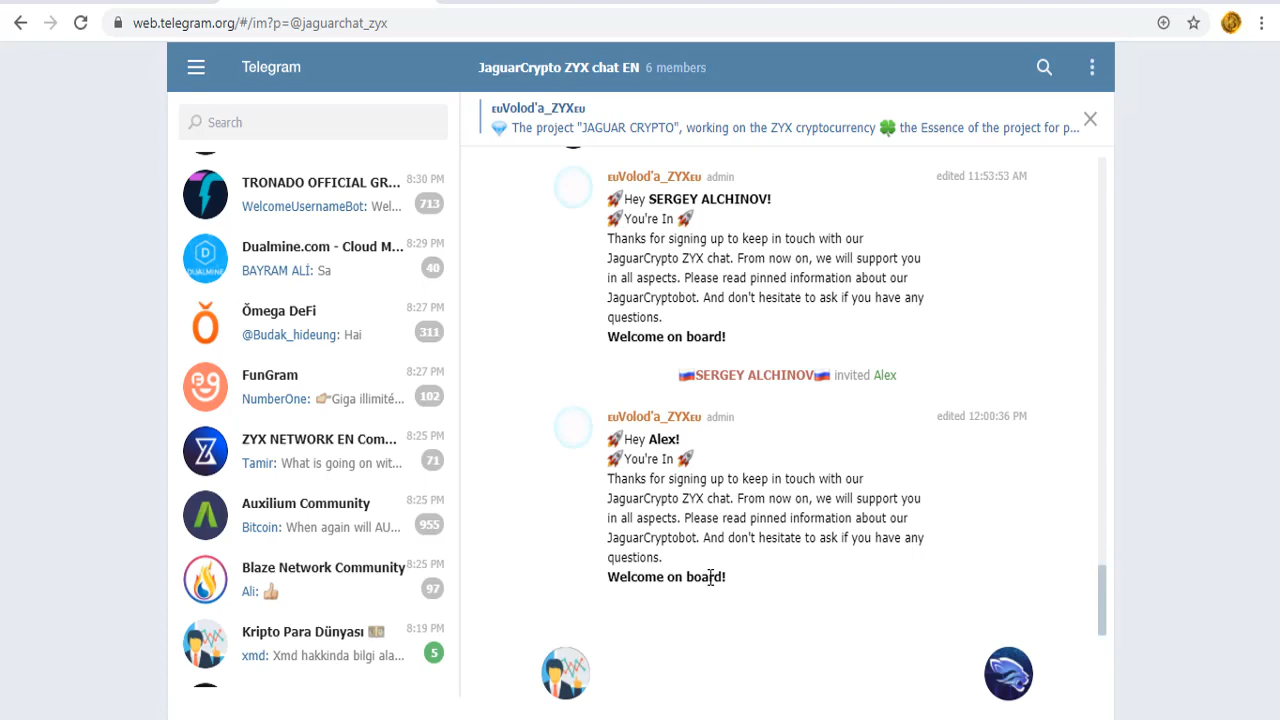 web.telegram.org/#/im?p=@jaguarchat_zyx
Telegram
JaguarCrypto ZYX chat EN 6 members
Search
TRONADO OFFICIAL GR... 8:30 PM
WelcomeUsernameBot: Wel... 713
Dualmine.com - Cloud M... 8:29 PM
BAYRAM ALİ: Sa 40
DUALMINE
Ŏmega DeFi 8:27 PM
@Budak_hideung: Hai 311
FunGram 8:27 PM
NumberOne: 👉🏼Giga illimité... 102
ZYX NETWORK EN Com... 8:25 PM
Tamir: What is going on wit... 71
Auxilium Community 8:25 PM
Bitcoin: When again will AU... 955
Blaze Network Community 8:25 PM
Ali: 👍🏼 97
Kripto Para Dünyası 💵 8:19 PM
xmd: Xmd hakkinda bilgi ala... 5
ᴇᴜVolod'a_ZYXᴇᴜ
💎 The project "JAGUAR CRYPTO", working on the ZYX cryptocurrency 🍀 the Essence of the project for p...
ᴇᴜVolod'a_ZYXᴇᴜ admin edited 11:53:53 AM
🚀Hey SERGEY ALCHINOV!
🚀You're In 🚀
Thanks for signing up to keep in touch with our
JaguarCrypto ZYX chat. From now on, we will support you
in all aspects. Please read pinned information about our
JaguarCryptobot. And don't hesitate to ask if you have any
questions.
Welcome on board!
🇷🇺SERGEY ALCHINOV🇷🇺 invited Alex
ᴇᴜVolod'a_ZYXᴇᴜ admin edited 12:00:36 PM
🚀Hey Alex!
🚀You're In 🚀
Thanks for signing up to keep in touch with our
JaguarCrypto ZYX chat. From now on, we will support you
in all aspects. Please read pinned information about our
JaguarCryptobot. And don't hesitate to ask if you have any
questions.
Welcome on board!